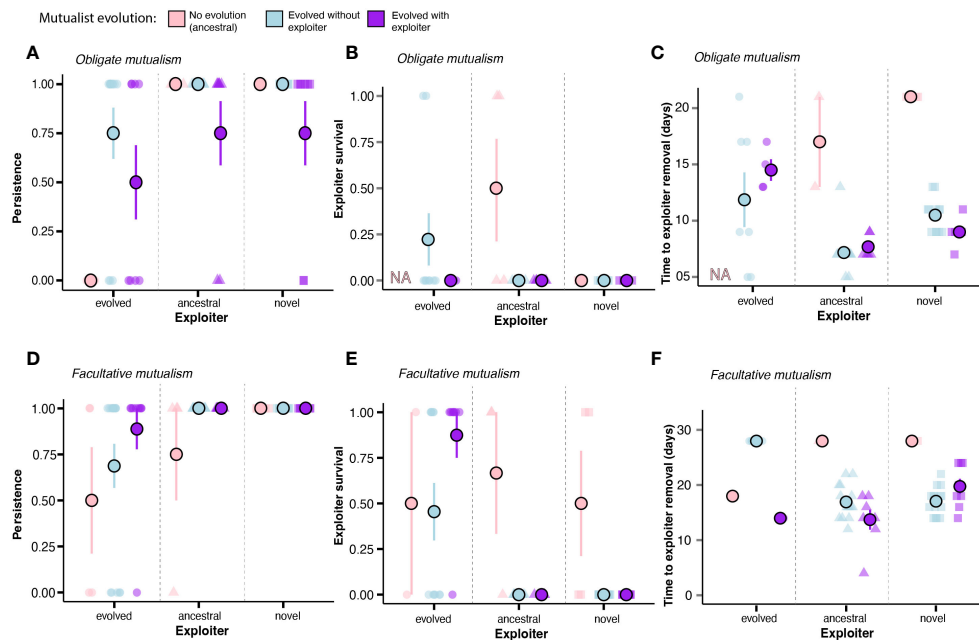 Mutualist evolution:
No evolution
(ancestral)
Evolved without
exploiter
Evolved with
exploiter
A
Obligate mutualism
1.00
0.75
0.50
0.25
0.00
Persistence
evolved
ancestral
novel
Exploiter
B
Obligate mutualism
1.00
0.75
0.50
0.25
0.00
Exploiter survival
NA
evolved
ancestral
novel
Exploiter
C
Obligate mutualism
20
15
10
05
Time to exploiter removal (days)
NA
evolved
ancestral
novel
Exploiter
D
Facultative mutualism
1.00
0.75
0.50
0.25
0.00
Persistence
evolved
ancestral
novel
Exploiter
E
Facultative mutualism
1.00
0.75
0.50
0.25
0.00
Exploiter survival
evolved
ancestral
novel
Exploiter
F
Facultative mutualism
30
20
10
0
Time to exploiter removal (days)
evolved
ancestral
novel
Exploiter